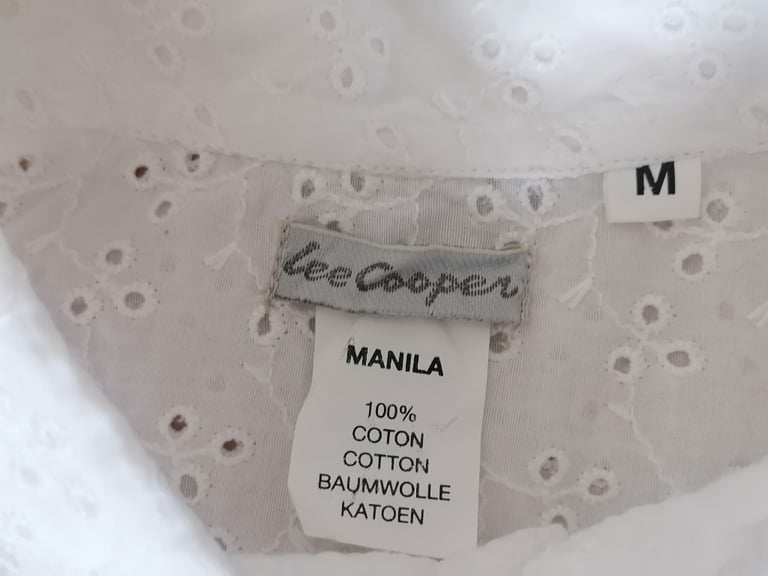 M
Lee Cooper
MANILA
100%
COTON
COTTON
BAUMWOLLE
KATOEN